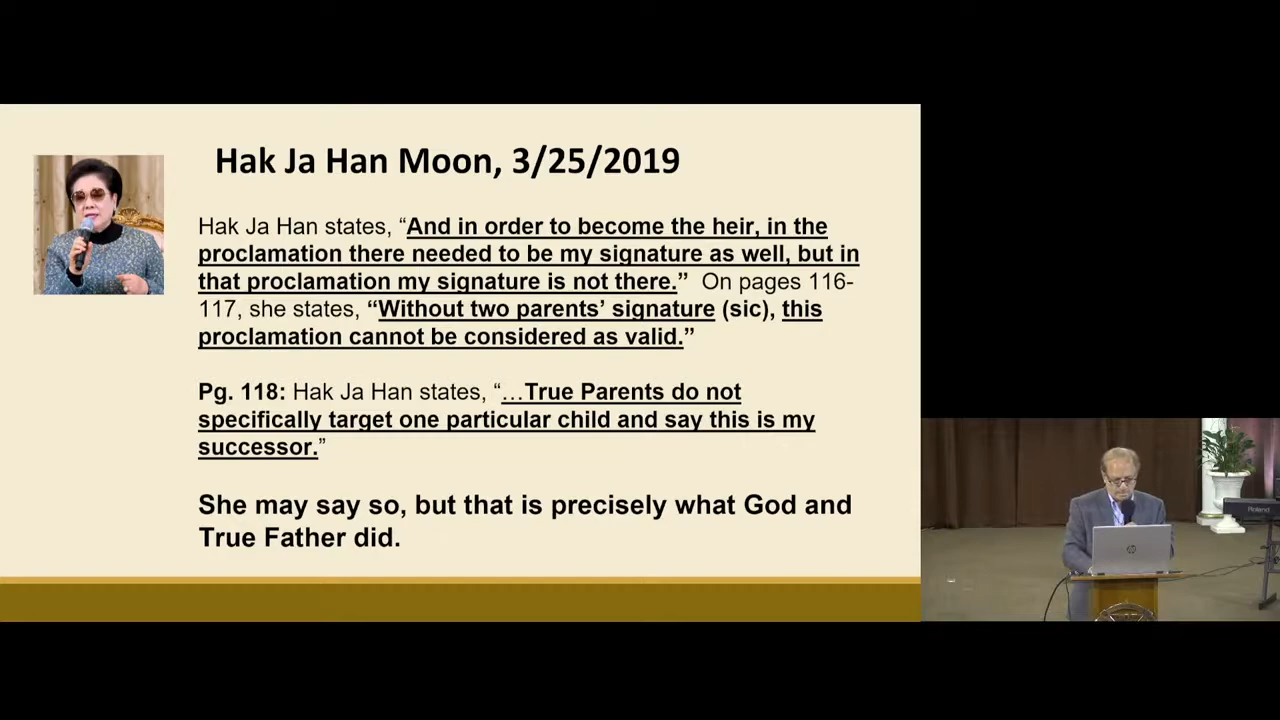 Hak Ja Han Moon, 3/25/2019
Hak Ja Han states, “And in order to become the heir, in the
proclamation there needed to be my signature as well, but in
that proclamation my signature is not there.” On pages 116-
117, she states, “Without two parents’ signature (sic), this
proclamation cannot be considered as valid.”
Pg. 118: Hak Ja Han states, “…True Parents do not
specifically target one particular child and say this is my
successor.”
She may say so, but that is precisely what God and
True Father did.
Roland
hp